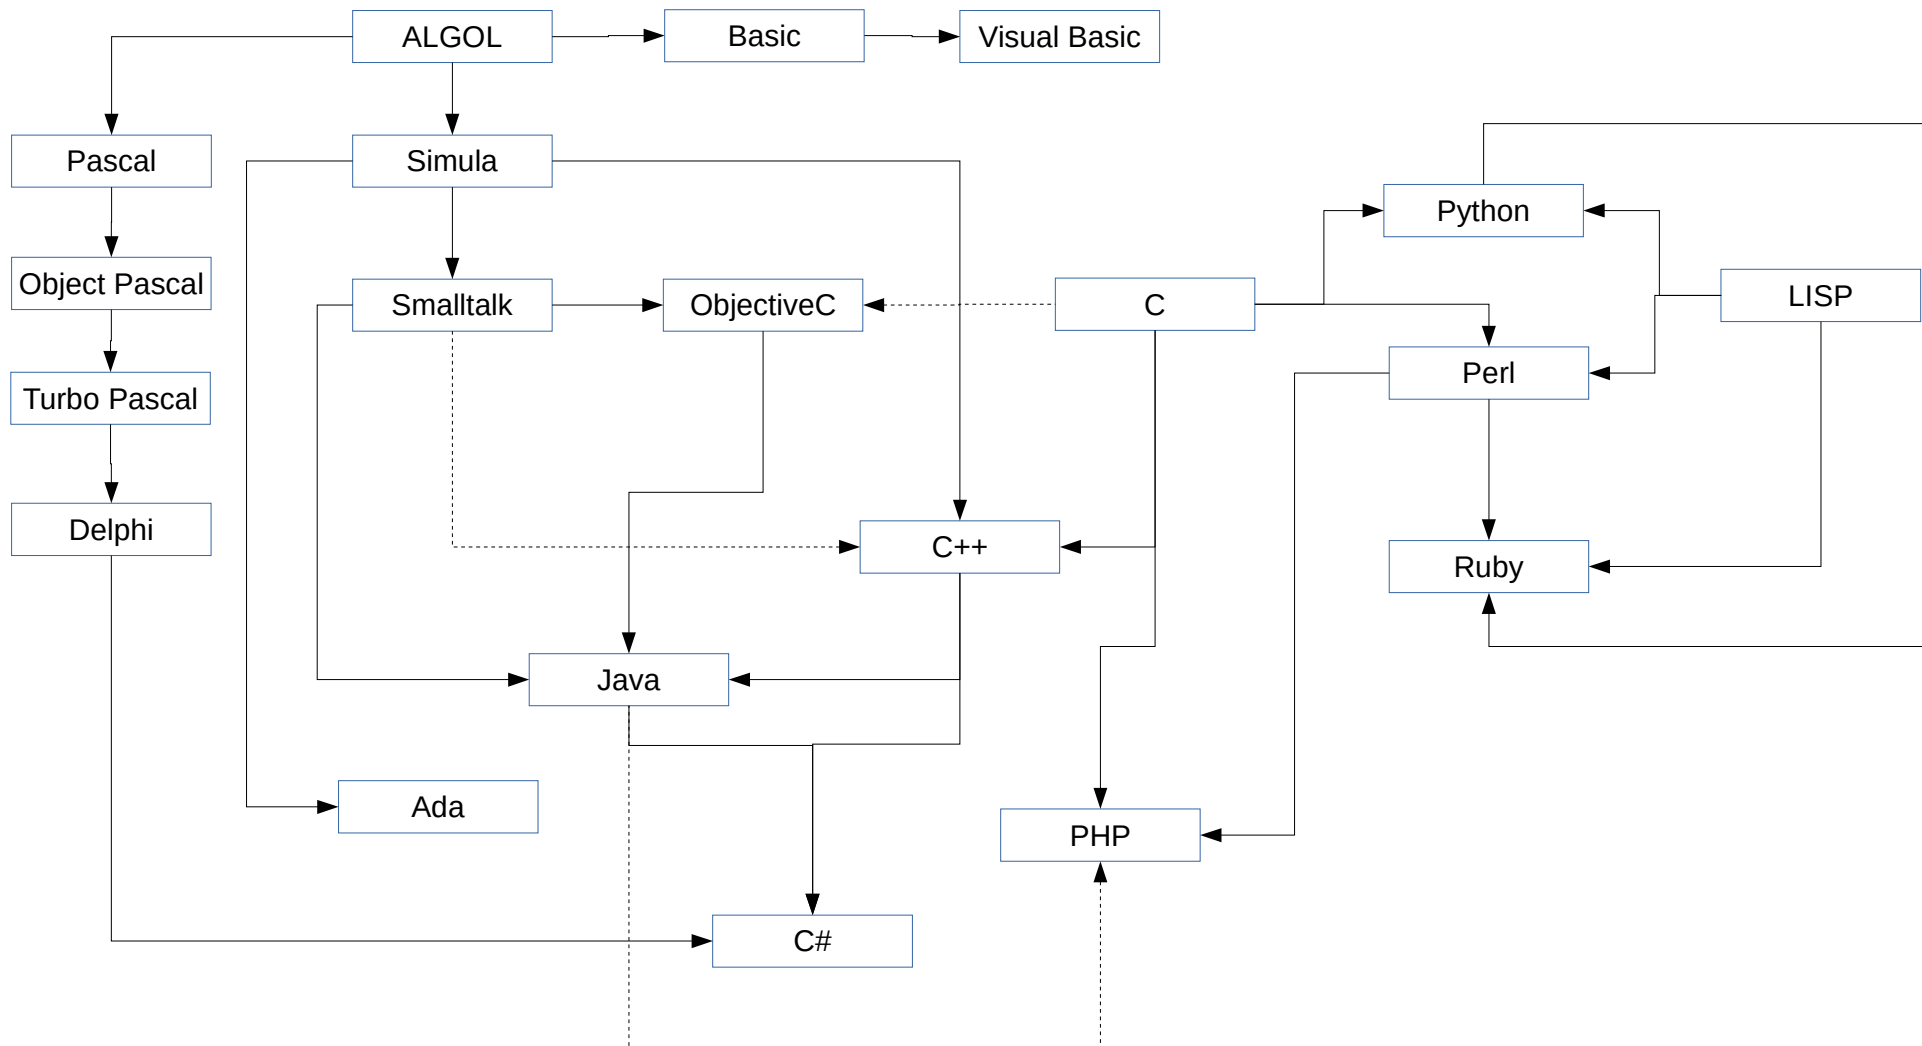 ALGOL
Basic
Visual Basic
Pascal
Simula
Python
Object Pascal
Smalltalk
ObjectiveC
C
LISP
Turbo Pascal
Perl
Delphi
C++
Ruby
Java
Ada
PHP
C#